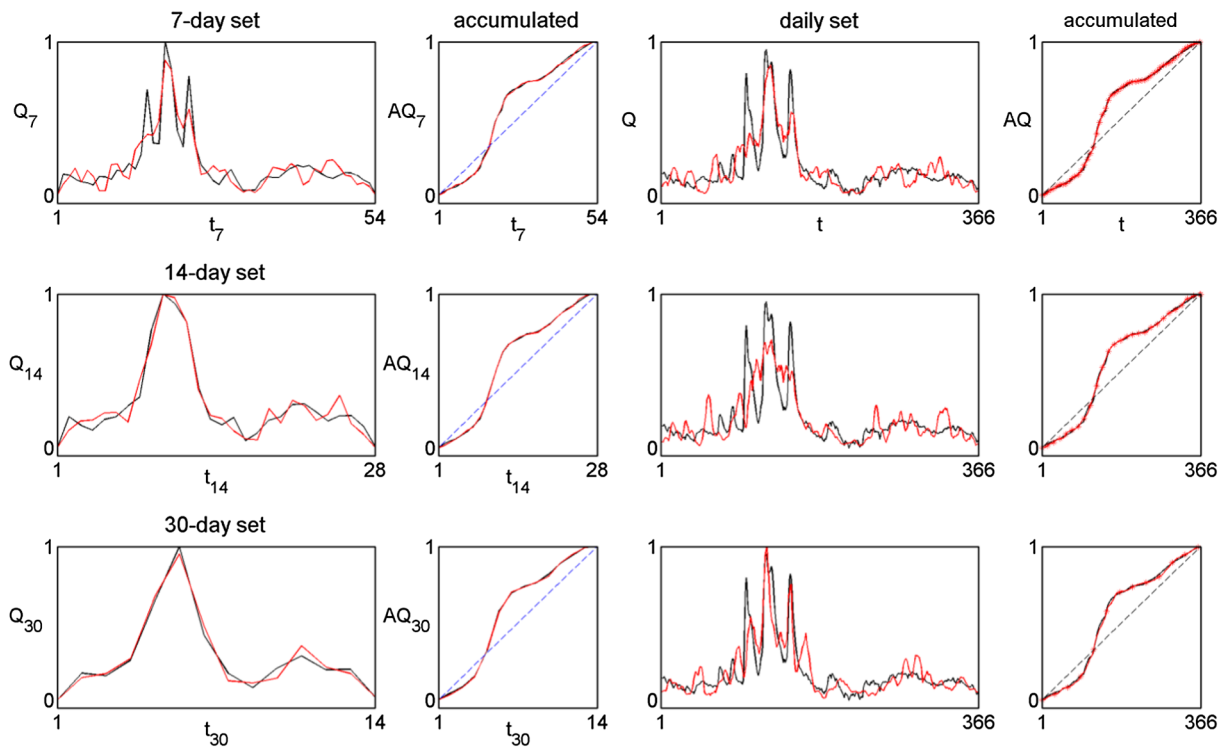 7-day set accumulated daily set accumulated
1 1 1 1
Q7 AQ7 Q AQ
0 0 0 0
1 54 1 54 1 366 1 366
t7 t7 t t
14-day set
1 1 1 1
Q14 AQ14
0 0 0 0
1 28 1 28 1 366 1 366
t14 t14
30-day set
1 1 1 1
Q30 AQ30
0 0 0 0
1 14 1 14 1 366 1 366
t30 t30